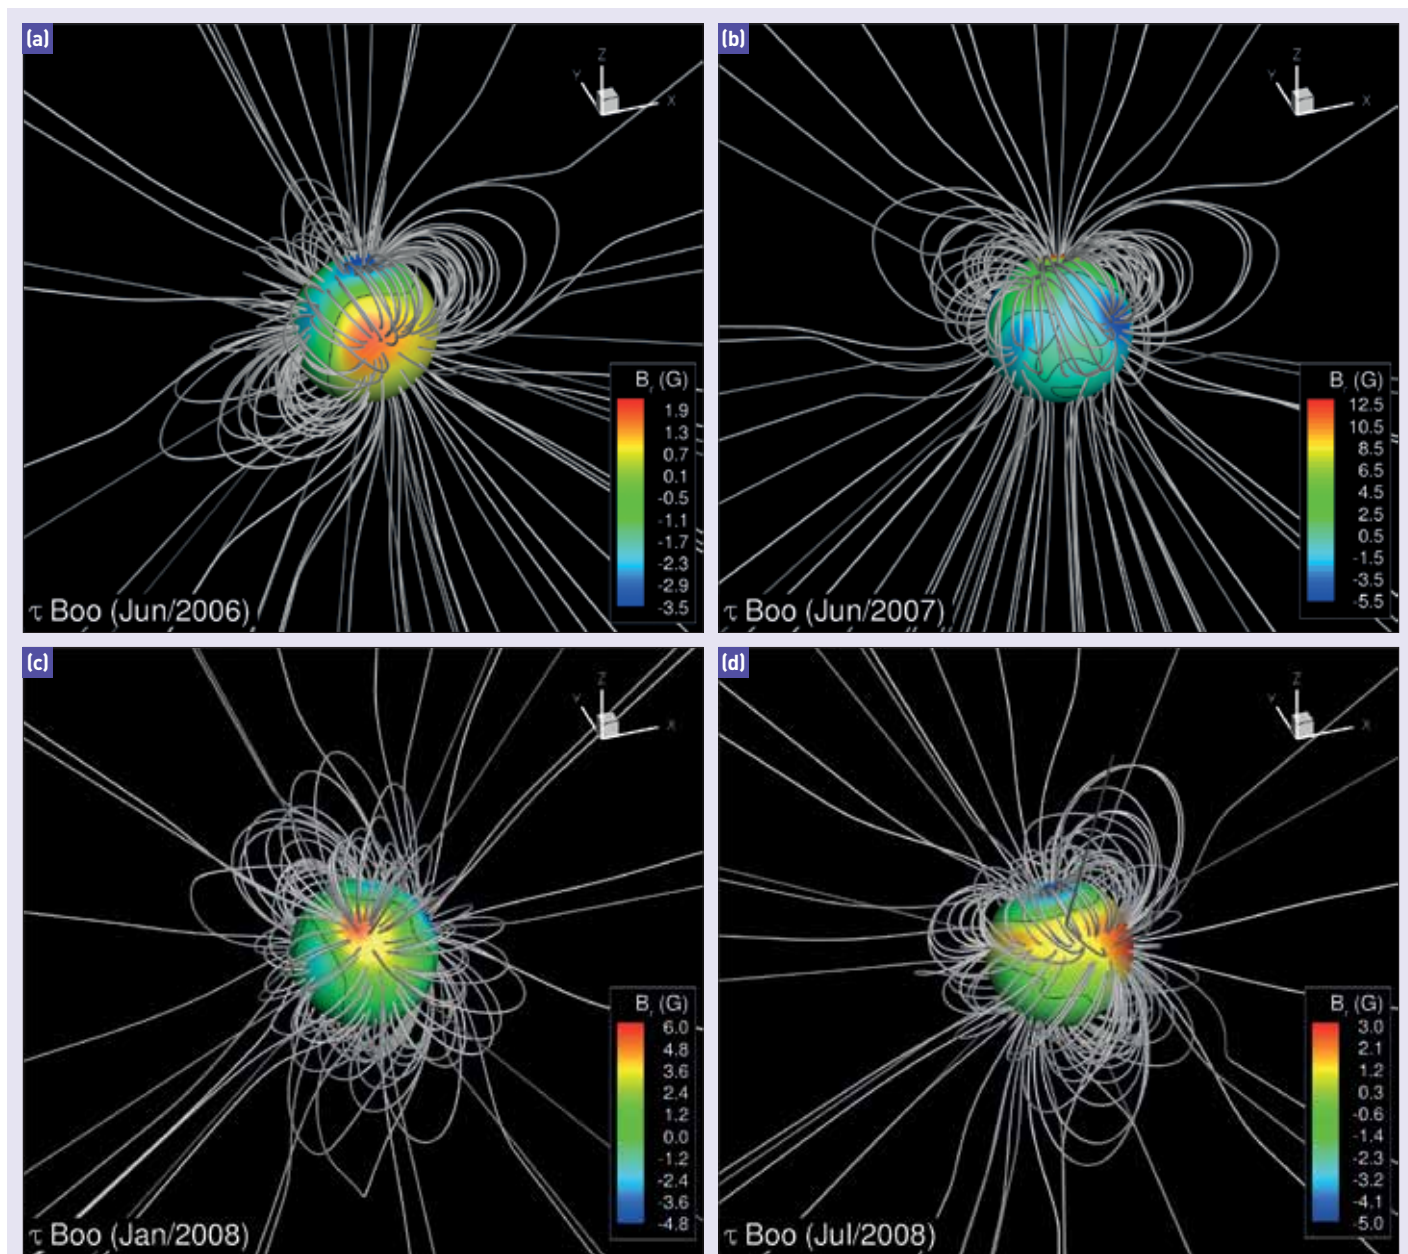 (a)
Z
Y
X
B r (G)
1.9
1.3
0.7
0.1
-0.5
-1.1
-1.7
-2.3
-2.9
-3.5
τ Boo (Jun/2006)
(b)
Z
Y
X
B r (G)
12.5
10.5
8.5
6.5
4.5
2.5
0.5
-1.5
-3.5
-5.5
τ Boo (Jun/2007)
(c)
Z
Y
X
B r (G)
6.0
4.8
3.6
2.4
1.2
0.0
-1.2
-2.4
-3.6
-4.8
τ Boo (Jan/2008)
(d)
Z
Y
X
B r (G)
3.0
2.1
1.2
0.3
-0.6
-1.4
-2.3
-3.2
-4.1
-5.0
τ Boo (Jul/2008)